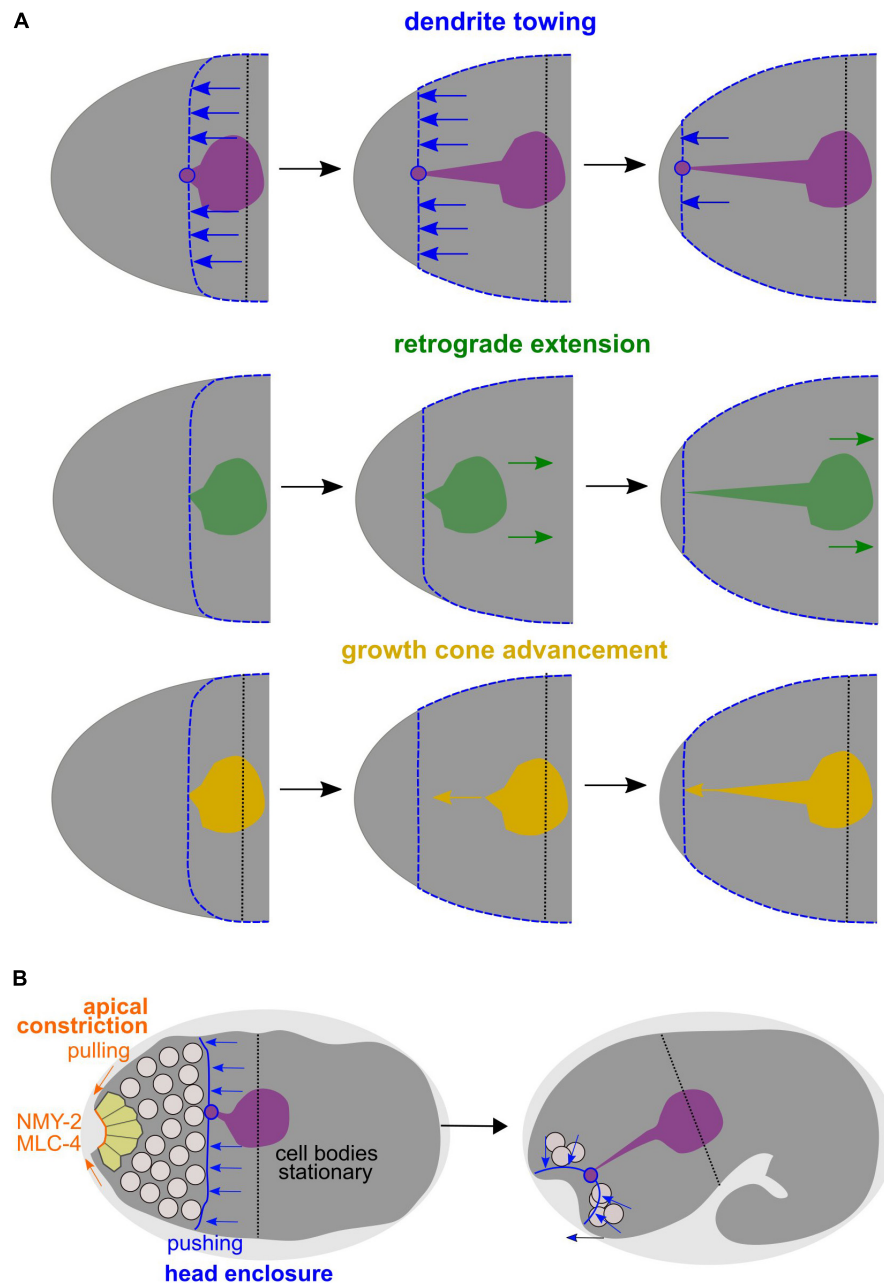 A
dendrite towing
retrograde extension
growth cone advancement
B
apical
constriction
pulling
NMY-2
MLC-4
cell bodies
stationary
pushing
head enclosure